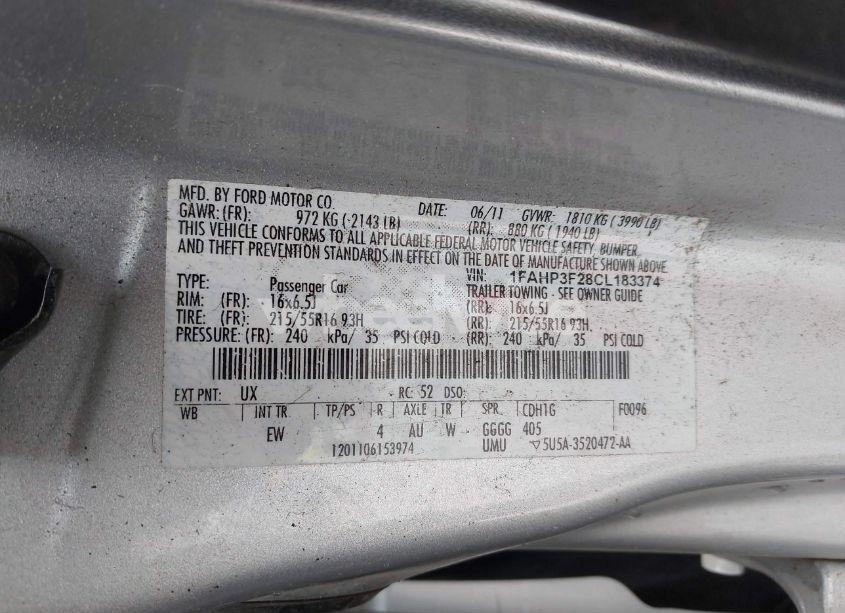 MFD. BY FORD MOTOR CO. DATE: 06/11 GVWR: 1810 KG ( 3990 LB)
GAWR: (FR): 972 KG (-2143 LB) (RR): 880 KG ( 1940 LB)
THIS VEHICLE CONFORMS TO ALL APPLICABLE FEDERAL MOTOR VEHICLE SAFETY, BUMPER,
AND THEFT PREVENTION STANDARDS IN EFFECT ON THE DATE OF MANUFACTURE SHOWN ABOVE.
VIN: 1FAHP3F28CL183374
TYPE: Passenger Car TRAILER TOWING - SEE OWNER GUIDE
RIM: (FR): 16x6.5J (RR): 16x6.5J
TIRE: (FR): 215/55R16 93H (RR): 215/55R16 93H
PRESSURE: (FR): 240 kPa/ 35 PSI COLD (RR): 240 kPa/ 35 PSI COLD
EXT PNT: UX RC: 52 DSO:
WB INT TR TP/PS R AXLE TR SPR CDH1G F0096
EW 4 AU W GGGG 405
1201106153974 UMU ▽5U5A-3520472-AA